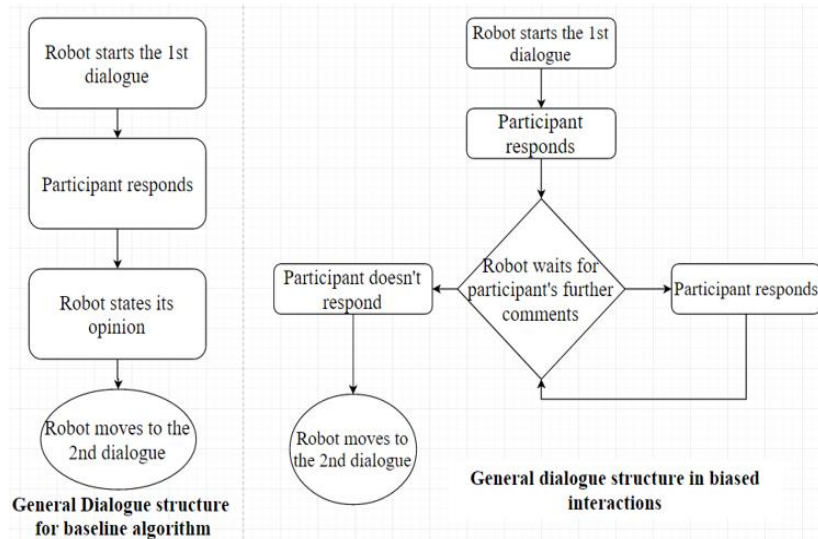 Robot starts the 1st
dialogue
Participant responds
Robot states its
opinion
Robot moves to the
2nd dialogue
General Dialogue structure
for baseline algorithm
Robot starts the 1st
dialogue
Participant
responds
Robot waits for
participant's further
comments
Participant doesn't
respond
Participant responds
Robot moves to
the 2nd dialogue
General dialogue structure in biased
interactions